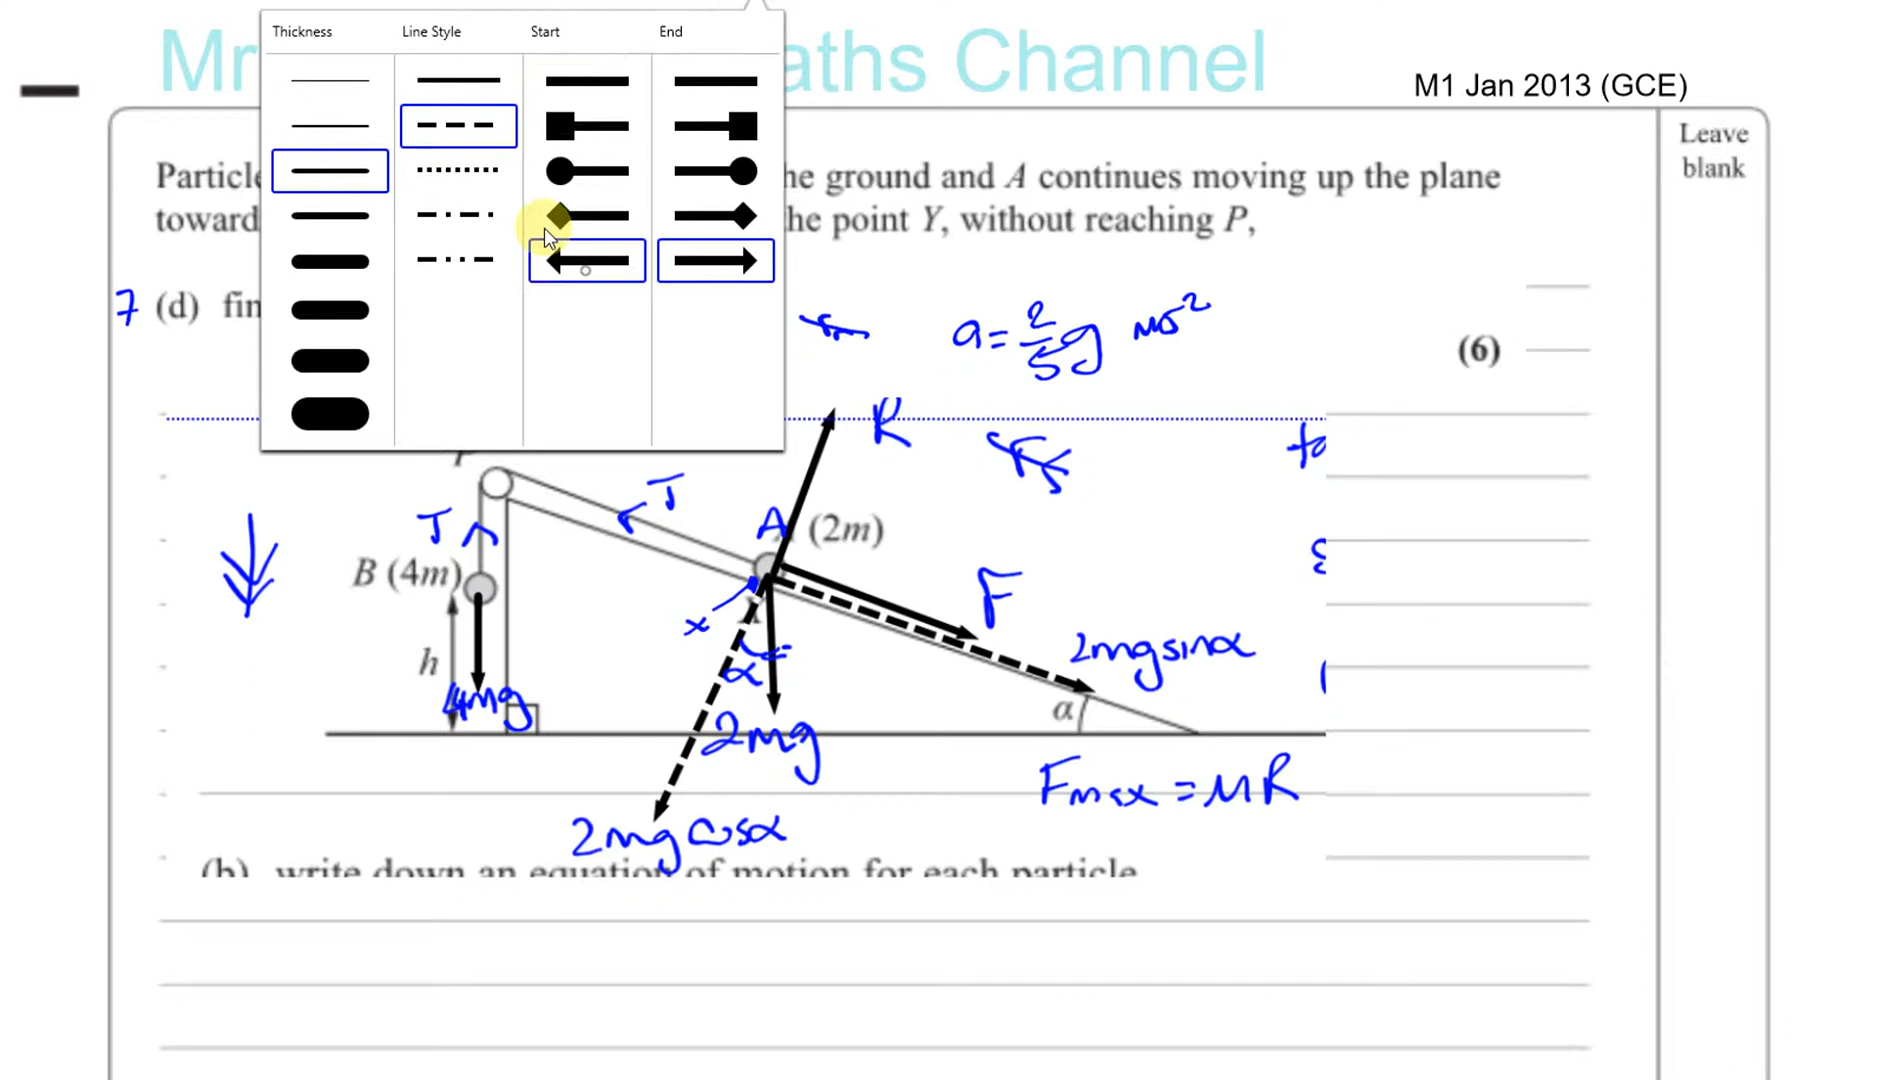 Mr aths Channel
M1 Jan 2013 (GCE)
Thickness Line Style Start End
Leave
blank
Particle he ground and A continues moving up the plane
toward the point Y, without reaching P,
7 (d) fin
a = 2/5 g ms²
(6)
R
T
T
A (2m)
B (4m)
F
x
h
α
2mgsinα
4mg
α
2mg
Fmax = μR
2mgcosα
(b) write down an equation of motion for each particle